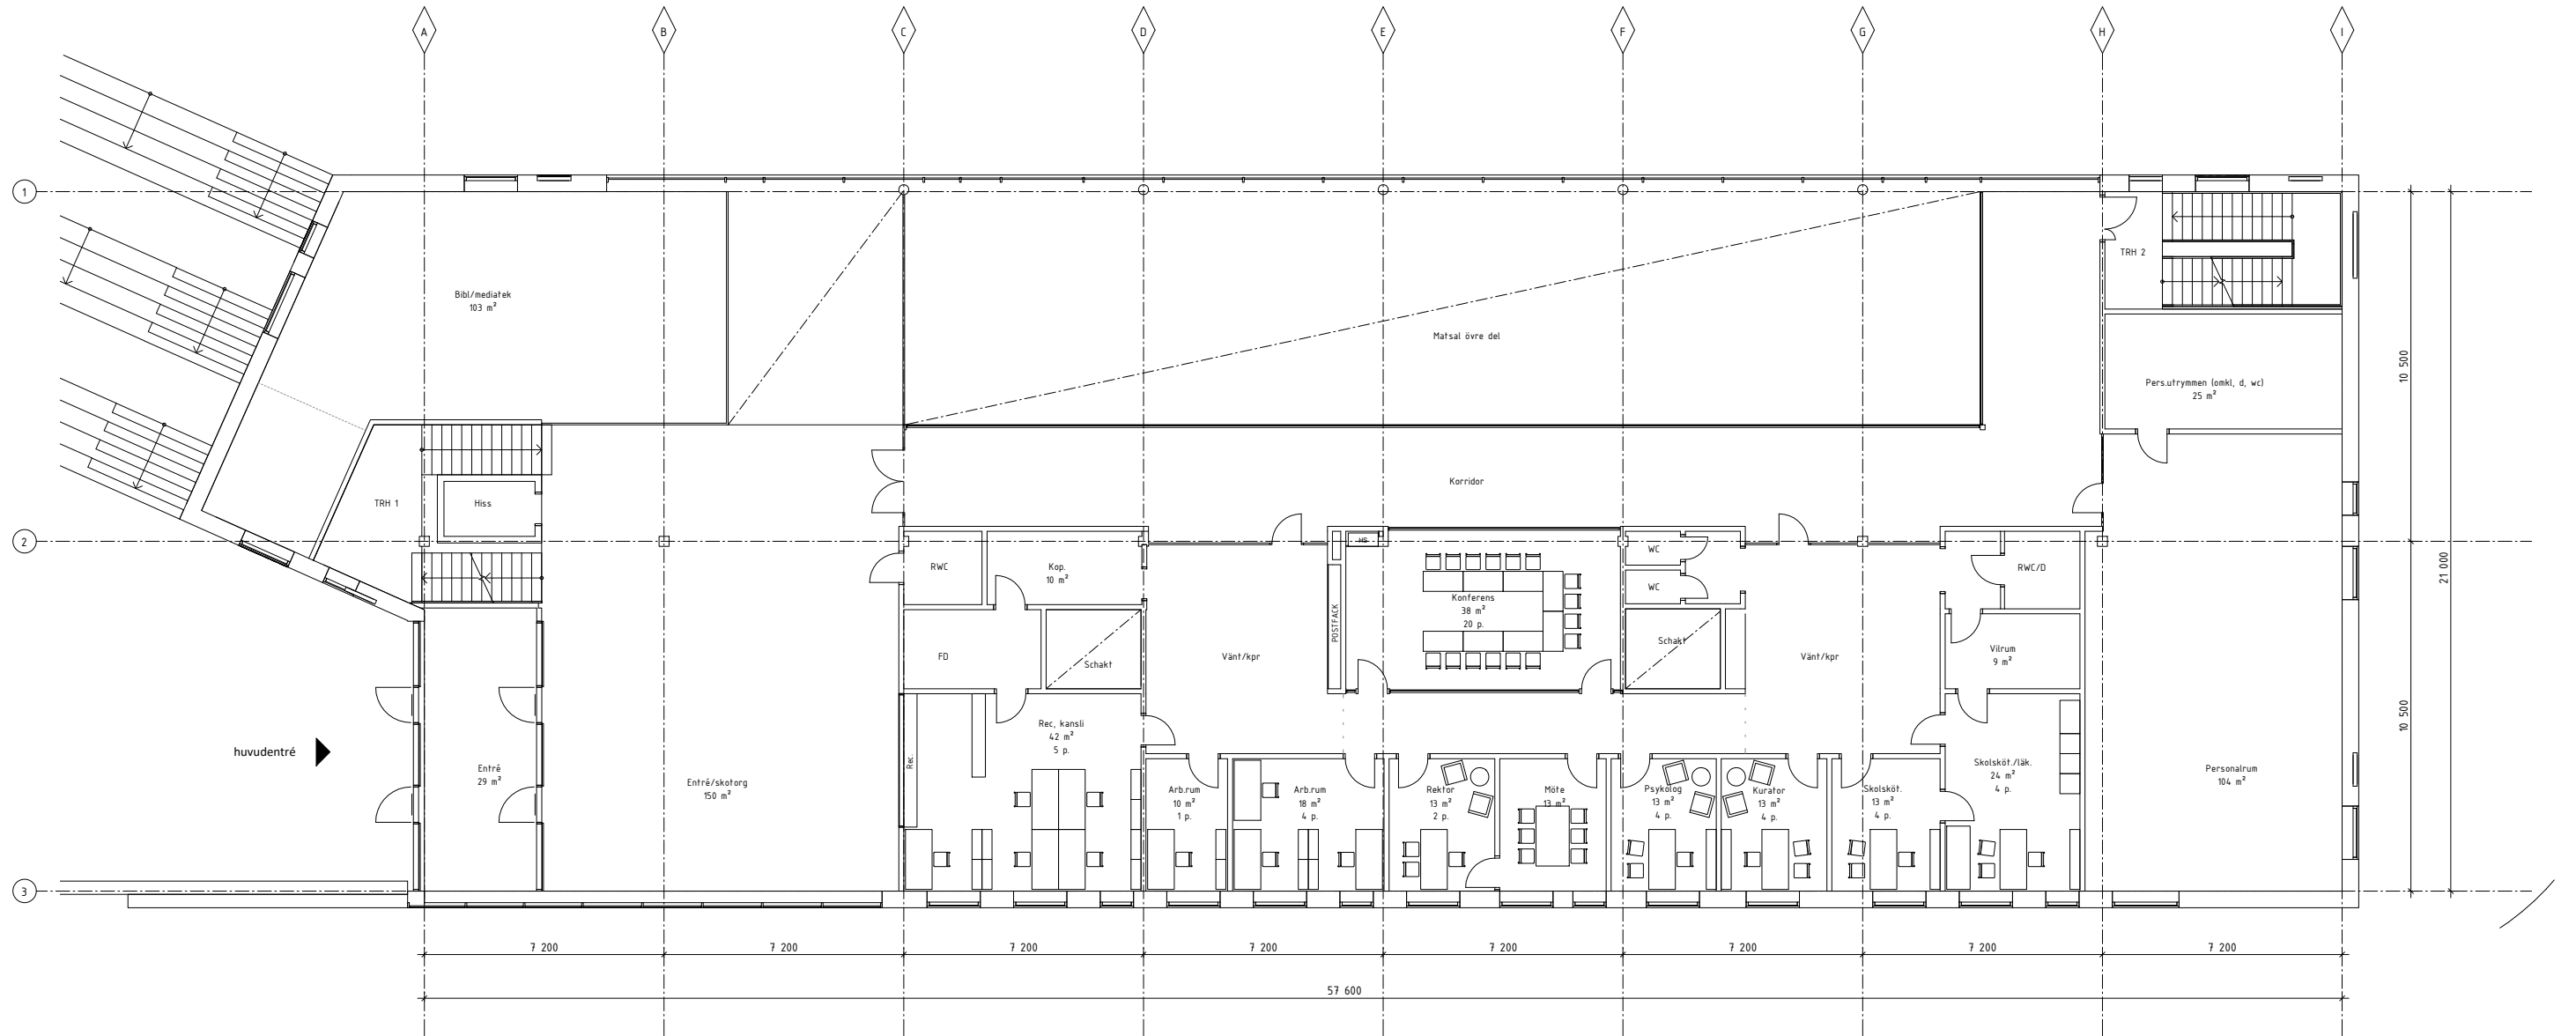 A
B
C
D
E
F
G
H
I
1
TRH 2
Bibl/mediatek
103 m²
Matsal övre del
10 500
Pers.utrymmen (omkl, d, wc)
25 m²
Korridor
TRH 1
Hiss
2
HS
WC
RWC
Kop.
10 m²
RWC/D
21 000
WC
Konferens
38 m²
20 p.
POSTFACK
Schakt
Vilrum
9 m²
FD
Schakt
Vänt/kpr
Vänt/kpr
10 500
Rec, kansli
42 m²
5 p.
huvudentré
Rec.
Entré
29 m²
Entré/skotorg
150 m²
Skolsköt./läk.
24 m²
4 p.
Personalrum
104 m²
Arb.rum
10 m²
1 p.
Arb.rum
18 m²
4 p.
Rektor
13 m²
2 p.
Möte
13 m²
Psykolog
13 m²
4 p.
Kurator
13 m²
4 p.
Skolsköt.
13 m²
4 p.
3
7 200
7 200
7 200
7 200
7 200
7 200
7 200
7 200
57 600